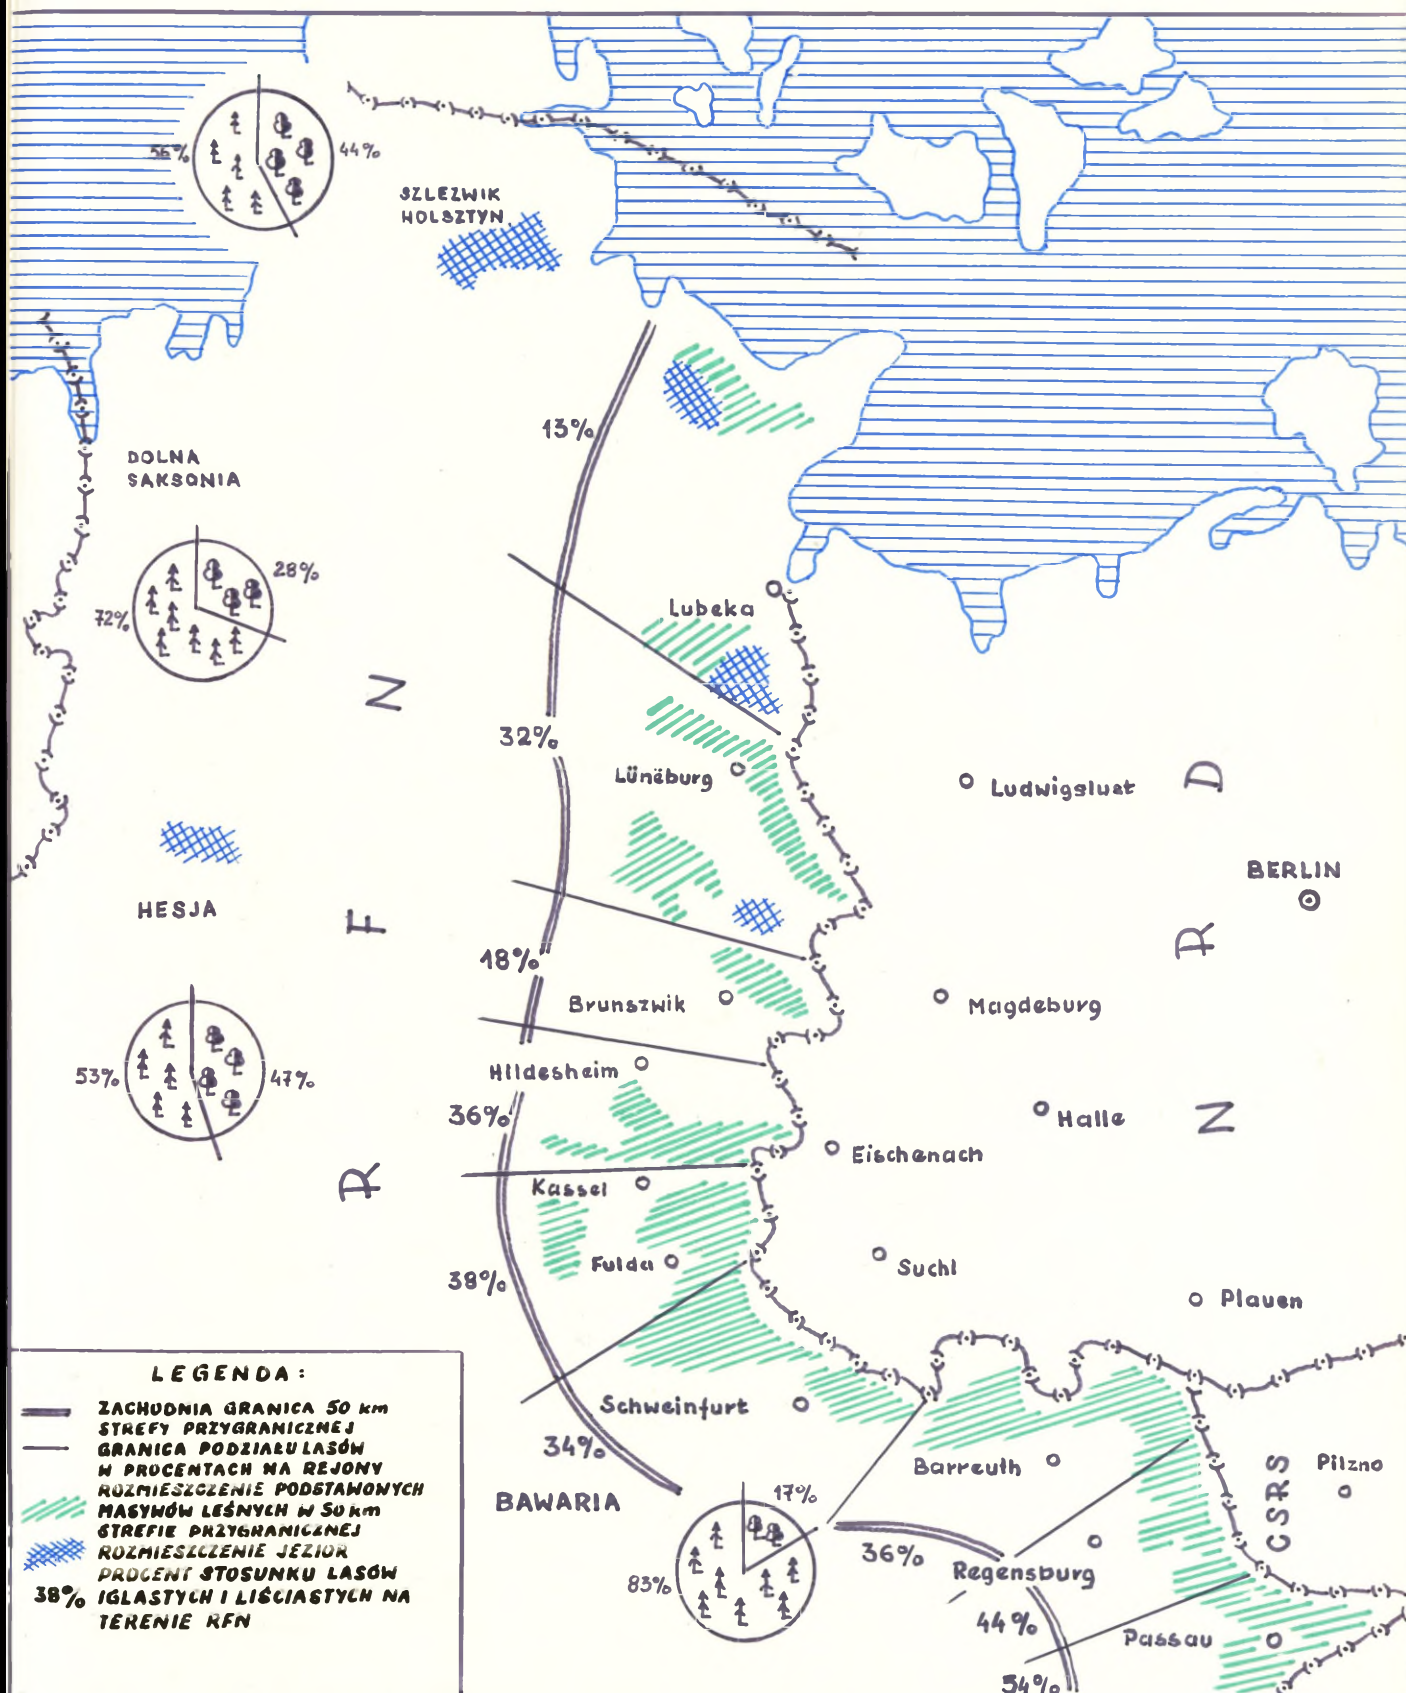 56%
44%
SZLEZWIK
HOLSZTYN
13%
DOLNA
SAKSONIA
28%
72%
Lubeka
N
32%
Lünëburg
Ludwigslust
D
BERLIN
HESJA
F
R
18%
Brunszwik
Magdeburg
Hildesheim
53%
47%
36%
Halle
N
Eischenach
R
Kassel
Fulda
38%
Suchl
Plauen
Schweinfurt
34%
Barreuth
CSRS
Pilzno
BAWARIA
17%
36%
83%
Regensburg
44%
Passau
54%
LEGENDA:
ZACHODNIA GRANICA 50 km
STREFY PRZYGRANICZNEJ
GRANICA PODZIAŁU LASÓW
W PROCENTACH NA REJONY
ROZMIESZCZENIE PODSTAWONYCH
MASYWÓW LEŚNYCH W 50 km
STREFIE PRZYGRANICZNEJ
ROZMIESZCZENIE JEZIOR
PROCENT STOSUNKU LASÓW
38% IGLASTYCH I LIŚCIASTYCH NA
TERENIE RFN